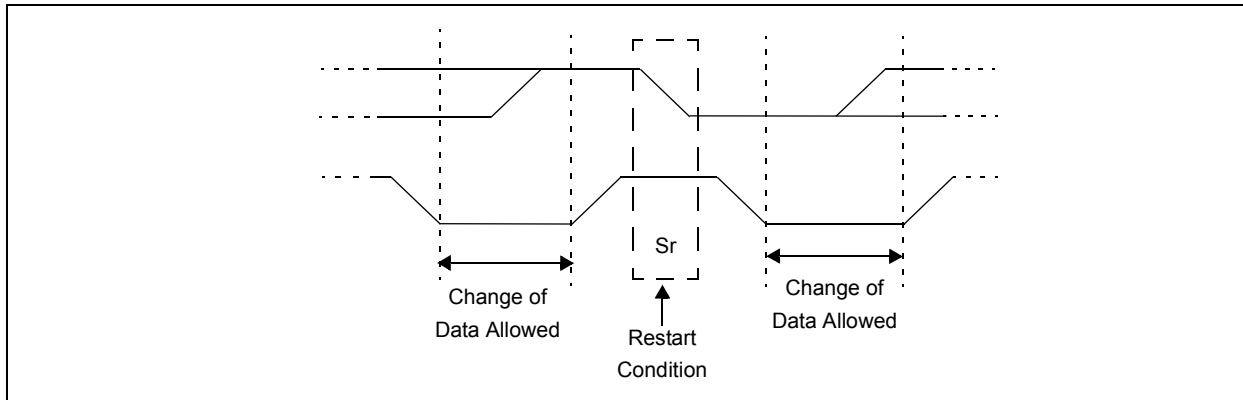 Sr
Change of
Data Allowed
Restart
Condition
Change of
Data Allowed